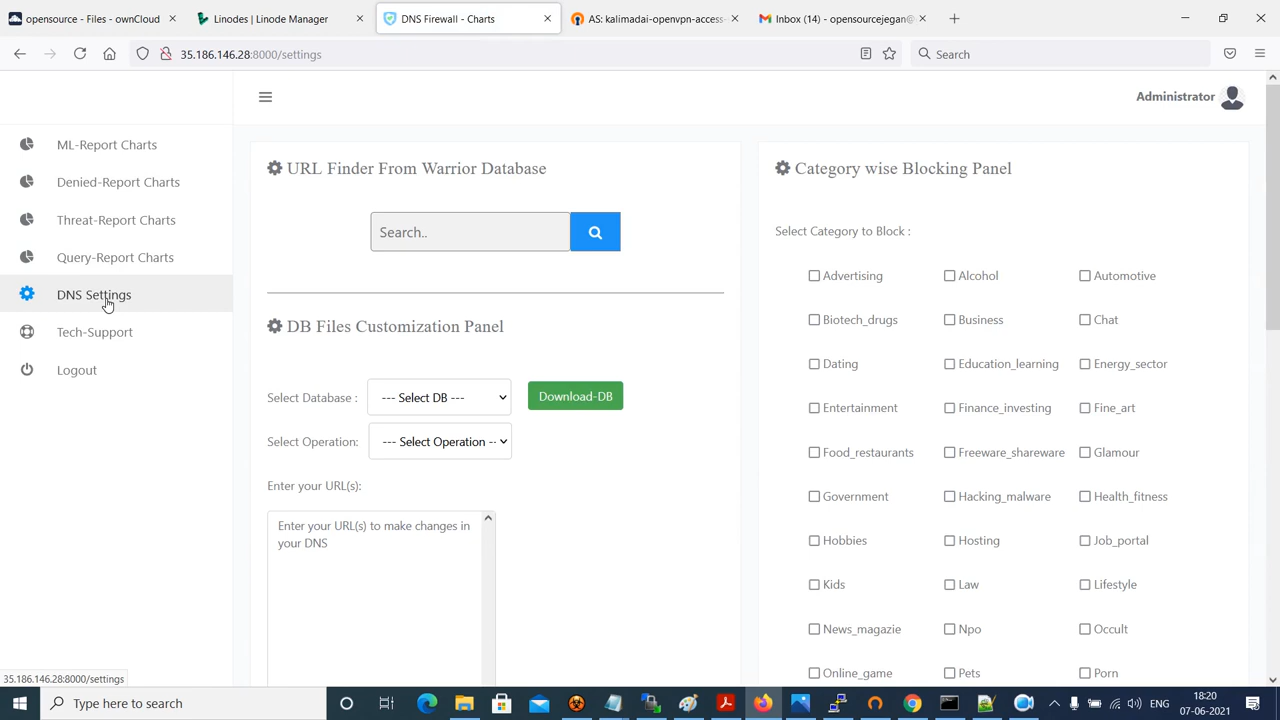 opensource - Files - ownCloud
Linodes | Linode Manager
DNS Firewall - Charts
AS: kalimadai-openvpn-access-
Inbox (14) - opensourcejegan@
35.186.146.28:8000/settings
Search
Administrator
ML-Report Charts
Denied-Report Charts
Threat-Report Charts
Query-Report Charts
DNS Settings
Tech-Support
Logout
URL Finder From Warrior Database
Search..
DB Files Customization Panel
Select Database :
--- Select DB ---
Download-DB
Select Operation:
--- Select Operation --
Enter your URL(s):
Enter your URL(s) to make changes in
your DNS
Category wise Blocking Panel
Select Category to Block :
Advertising
Alcohol
Automotive
Biotech_drugs
Business
Chat
Dating
Education_learning
Energy_sector
Entertainment
Finance_investing
Fine_art
Food_restaurants
Freeware_shareware
Glamour
Government
Hacking_malware
Health_fitness
Hobbies
Hosting
Job_portal
Kids
Law
Lifestyle
News_magazie
Npo
Occult
Online_game
Pets
Porn
35.186.146.28:8000/settings
Type here to search
ENG
18:20
07-06-2021